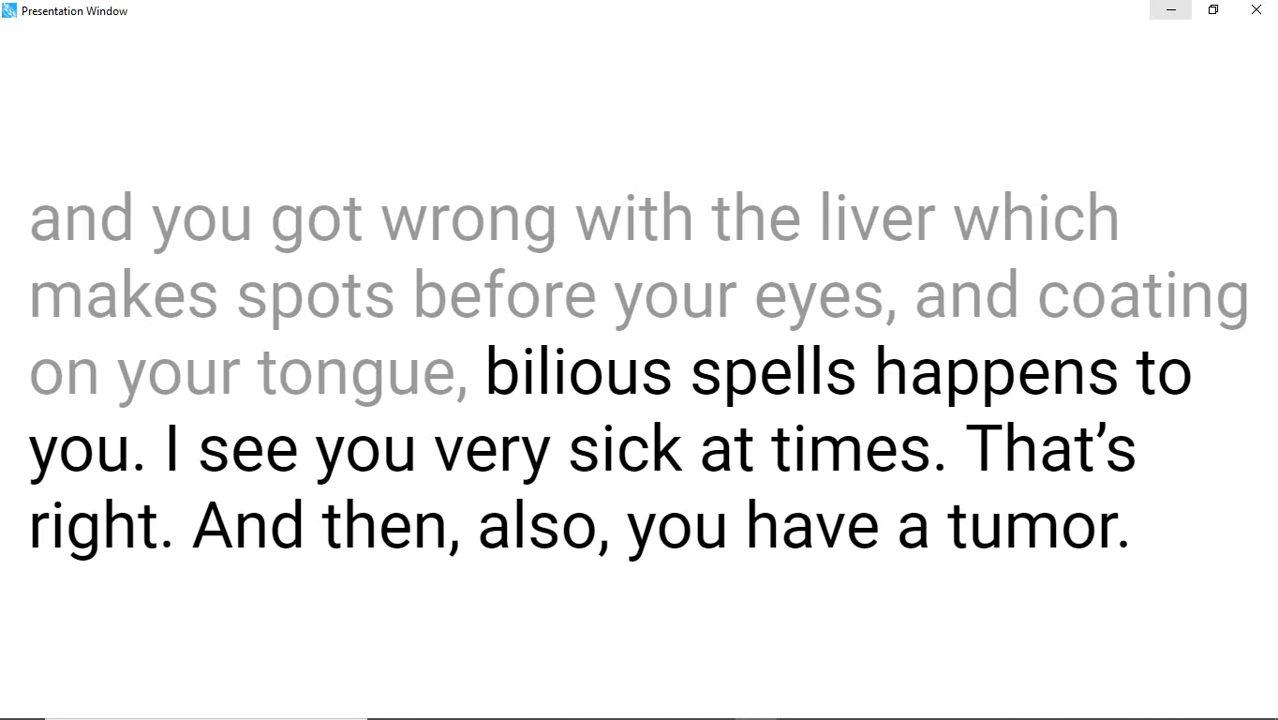 Presentation Window
and you got wrong with the liver which
makes spots before your eyes, and coating
on your tongue, bilious spells happens to
you. I see you very sick at times. That’s
right. And then, also, you have a tumor.